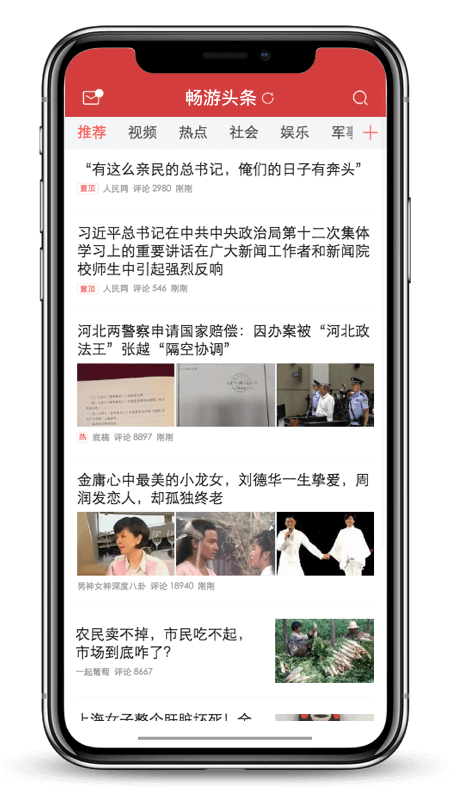 畅游头条
推荐 视频 热点 社会 娱乐 军事
“有这么亲民的总书记，俺们的日子有奔头”
置顶 人民网 评论 2980 刚刚
习近平总书记在中共中央政治局第十二次集体
学习上的重要讲话在广大新闻工作者和新闻院
校师生中引起强烈反响
置顶 人民网 评论 546 刚刚
河北两警察申请国家赔偿：因办案被“河北政
法王”张越“隔空协调”
热 底稿 评论 8897 刚刚
金庸心中最美的小龙女，刘德华一生挚爱，周
润发恋人，却孤独终老
男神女神深度八卦 评论 18940 刚刚
农民卖不掉，市民吃不起，
市场到底咋了？
一起葡萄 评论 8667
上海女子整个肝脏坏死！全